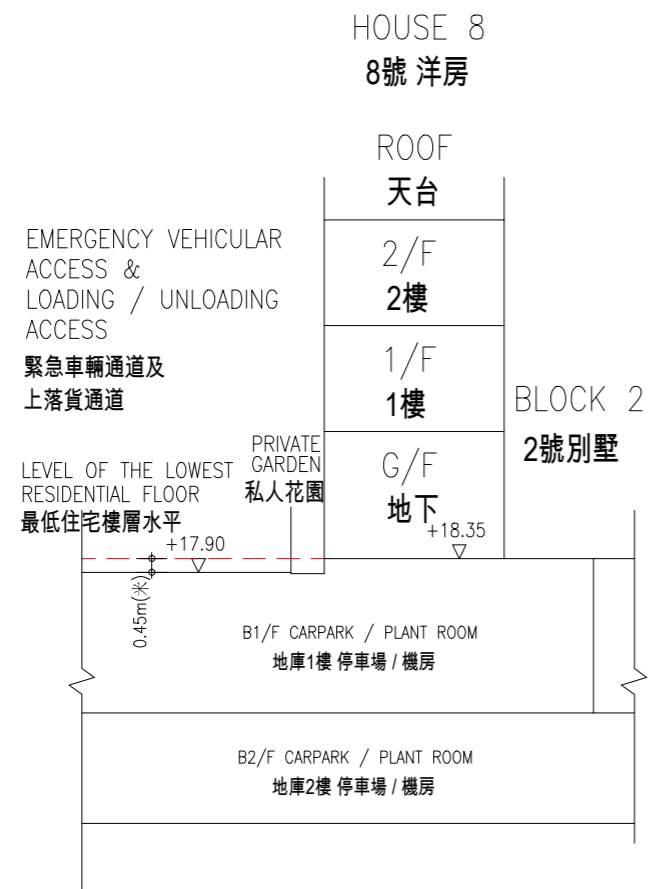 HOUSE 8
8號 洋房
ROOF
天台
2/F
2樓
1/F
1樓
G/F
地下
EMERGENCY VEHICULAR
ACCESS &
LOADING / UNLOADING
ACCESS
緊急車輛通道及
上落貨通道
BLOCK 2
2號別墅
PRIVATE
GARDEN
私人花園
LEVEL OF THE LOWEST
RESIDENTIAL FLOOR
最低住宅樓層水平
+17.90
+18.35
0.45m(米)
B1/F CARPARK / PLANT ROOM
地庫1樓 停車場 / 機房
B2/F CARPARK / PLANT ROOM
地庫2樓 停車場 / 機房